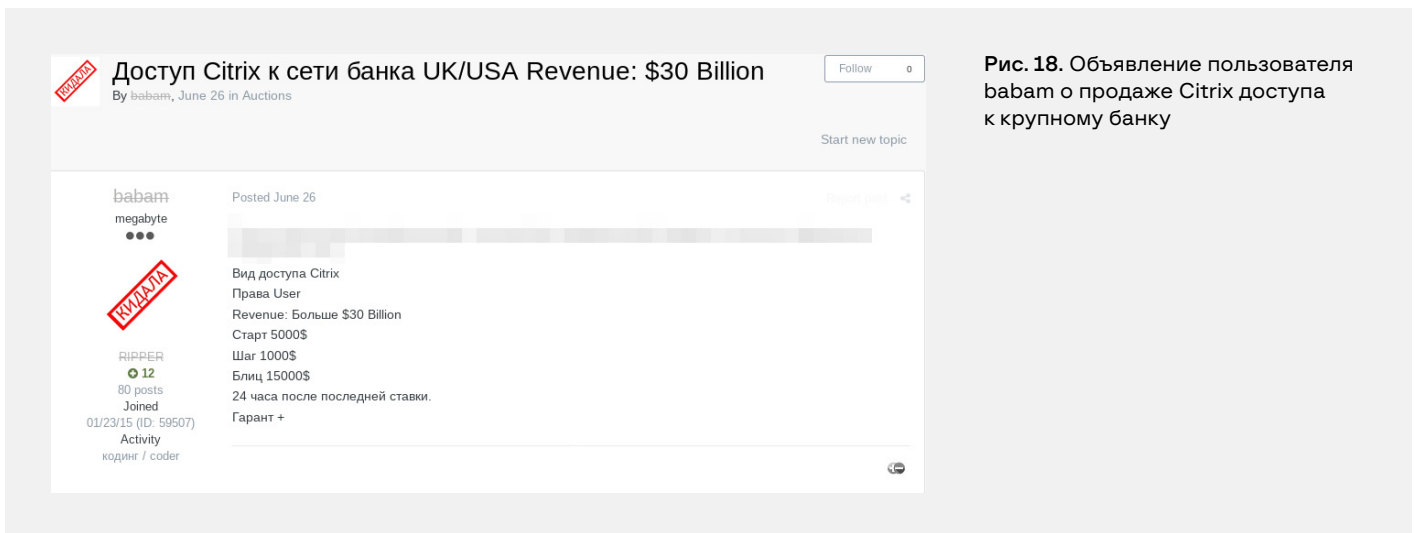 КИДАЛА
Доступ Citrix к сети банка UK/USA Revenue: $30 Billion
By babam, June 26 in Auctions
Follow 0
Start new topic
Рис. 18. Объявление пользователя
babam о продаже Citrix доступа
к крупному банку
babam
megabyte
КИДАЛА
RIPPER
12
80 posts
Joined
01/23/15 (ID: 59507)
Activity
кодинг / coder
Posted June 26
Вид доступа Citrix
Права User
Revenue: Больше $30 Billion
Старт 5000$
Шаг 1000$
Блиц 15000$
24 часа после последней ставки.
Гарант +